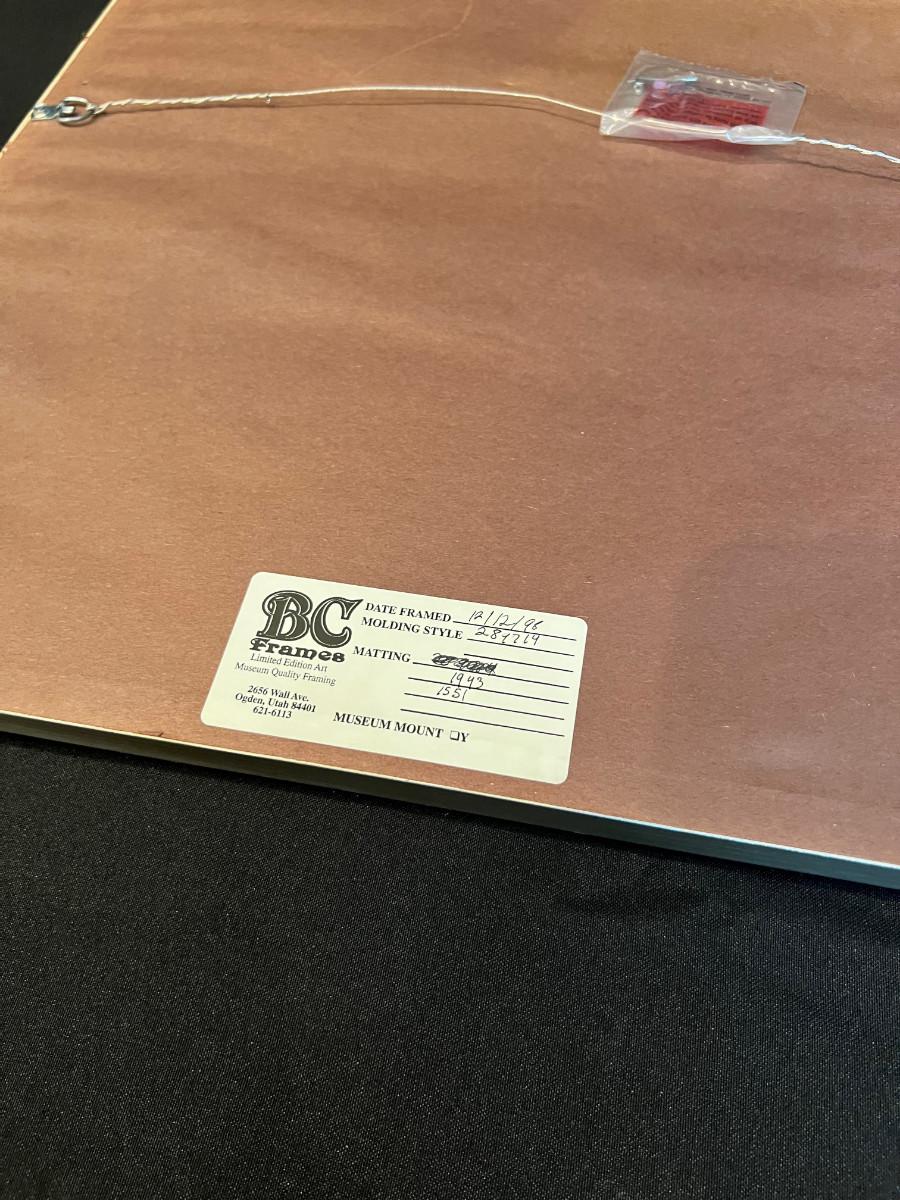 BC
Frames
Limited Edition Art
Museum Quality Framing
2656 Wall Ave.
Ogden, Utah 84401
621-6113
DATE FRAMED 12/12/96
MOLDING STYLE
MATTING
1943
1551
MUSEUM MOUNT ❏Y